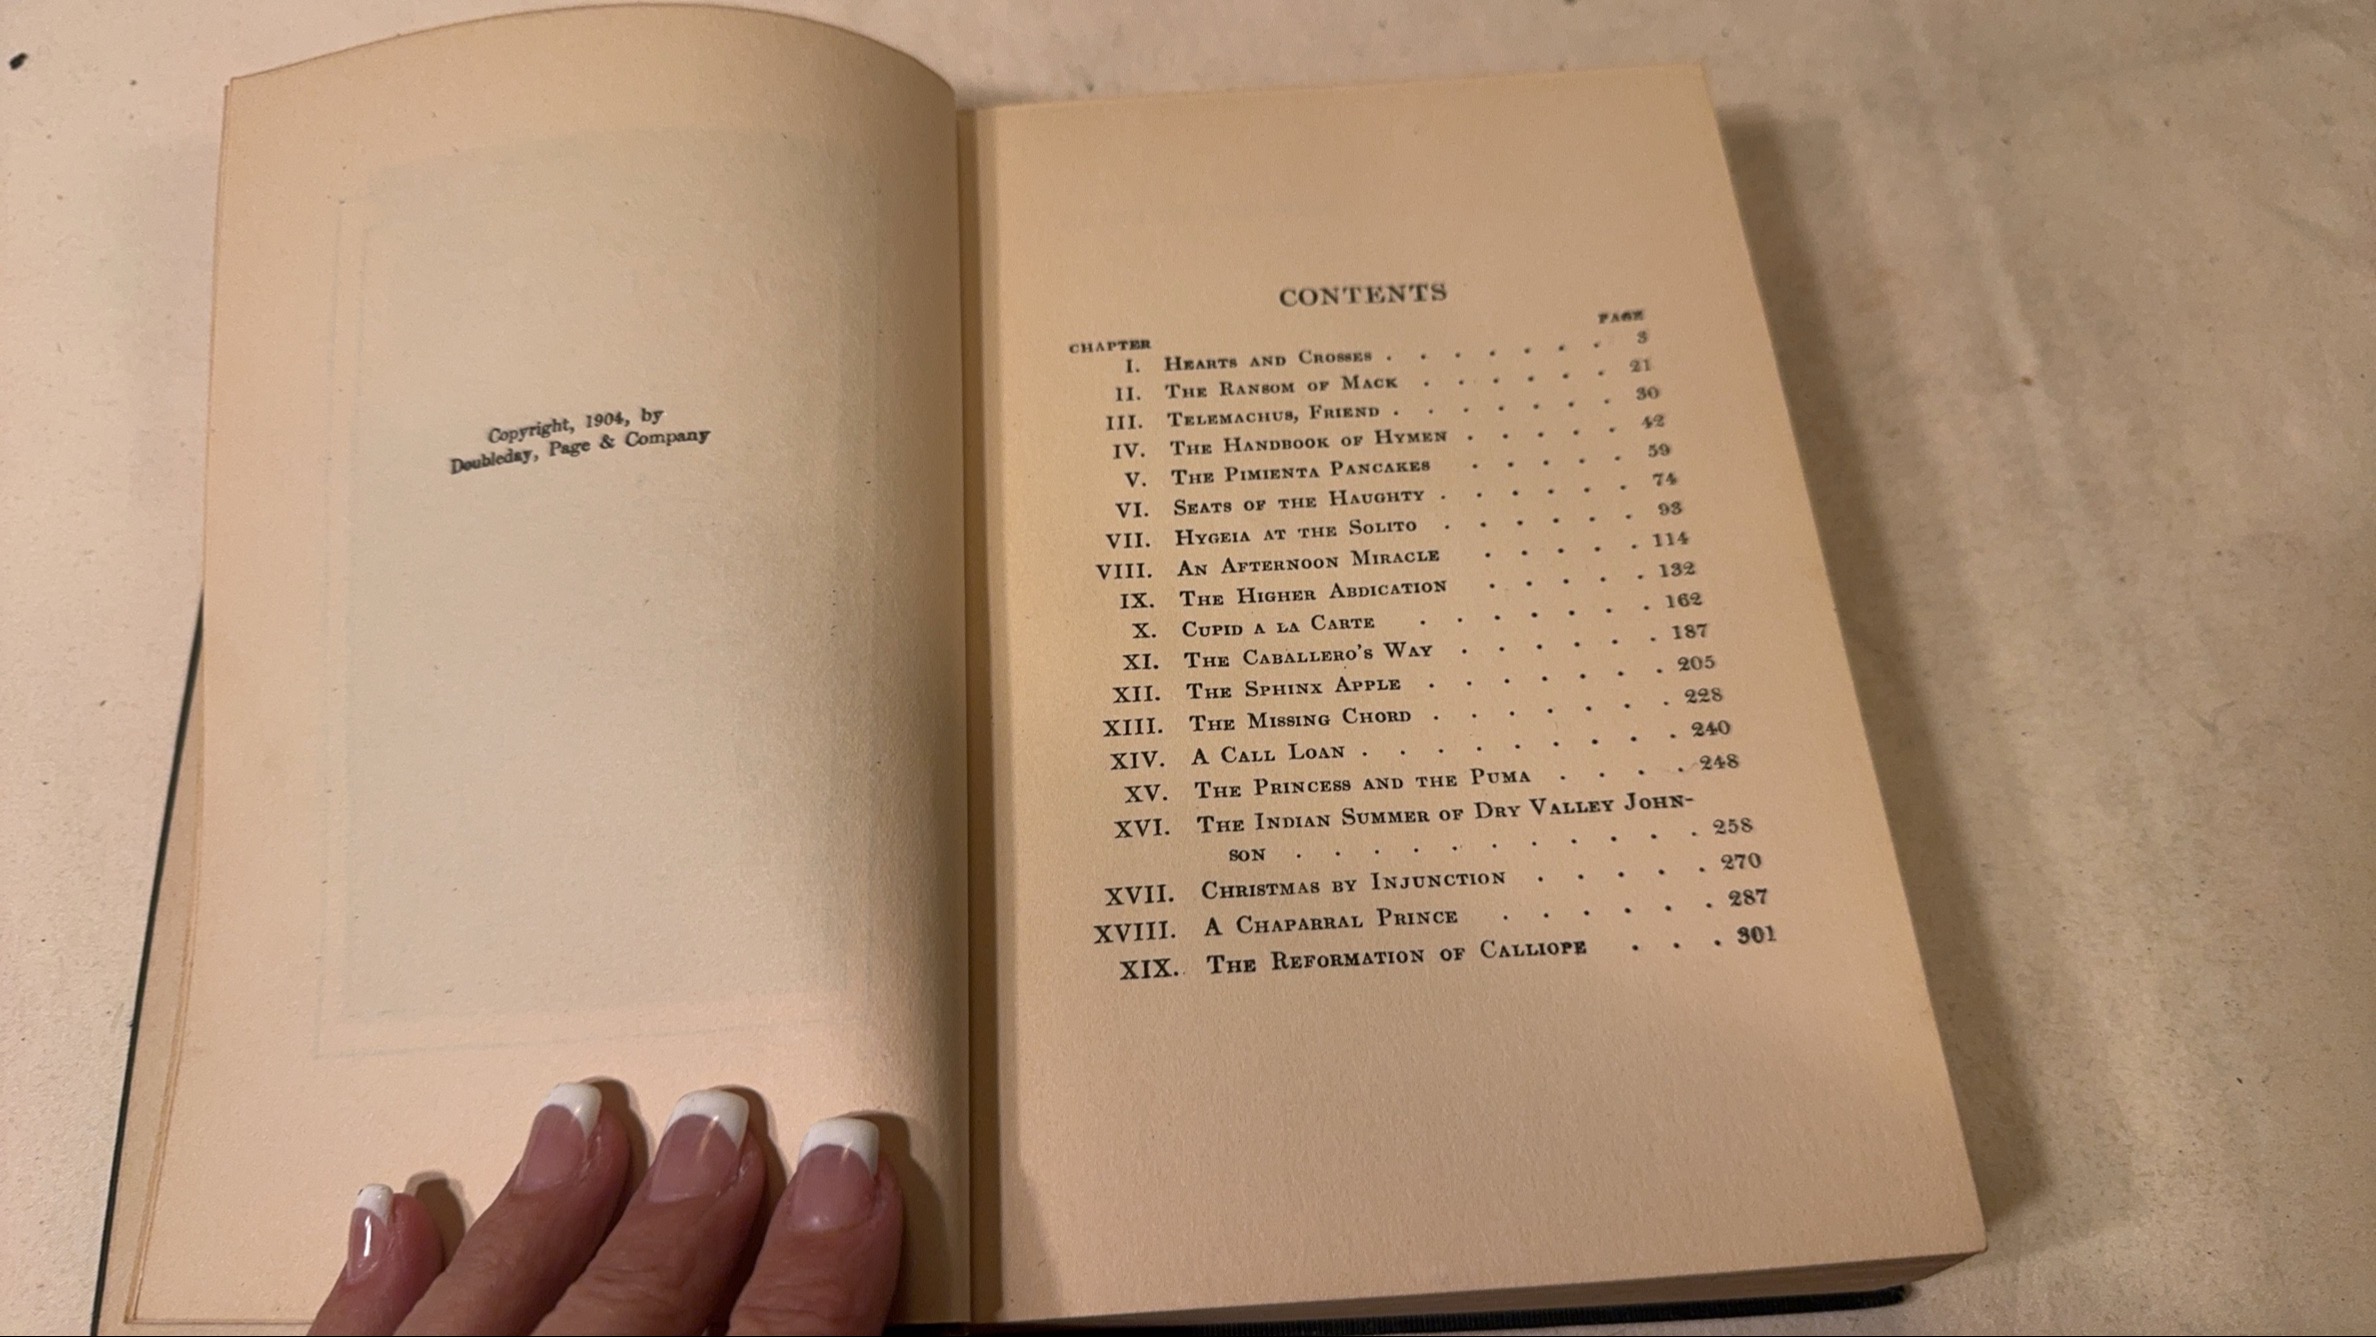 Copyright, 1904, by
Doubleday, Page & Company
CONTENTS
CHAPTER PAGE
I. Hearts and Crosses . . . . . . . 3
II. The Ransom of Mack . . . . . . 21
III. Telemachus, Friend . . . . . . . 30
IV. The Handbook of Hymen . . . . . 42
V. The Pimienta Pancakes . . . . . 59
VI. Seats of the Haughty . . . . . . 74
VII. Hygeia at the Solito . . . . . . 93
VIII. An Afternoon Miracle . . . . . 114
IX. The Higher Abdication . . . . . 132
X. Cupid a la Carte . . . . . . . 162
XI. The Caballero's Way . . . . . . 187
XII. The Sphinx Apple . . . . . . . 205
XIII. The Missing Chord . . . . . . . 228
XIV. A Call Loan . . . . . . . . . 240
XV. The Princess and the Puma . . . . 248
XVI. The Indian Summer of Dry Valley John-
son . . . . . . . . . . . 258
XVII. Christmas by Injunction . . . . . 270
XVIII. A Chaparral Prince . . . . . . 287
XIX. The Reformation of Calliope . . . 301